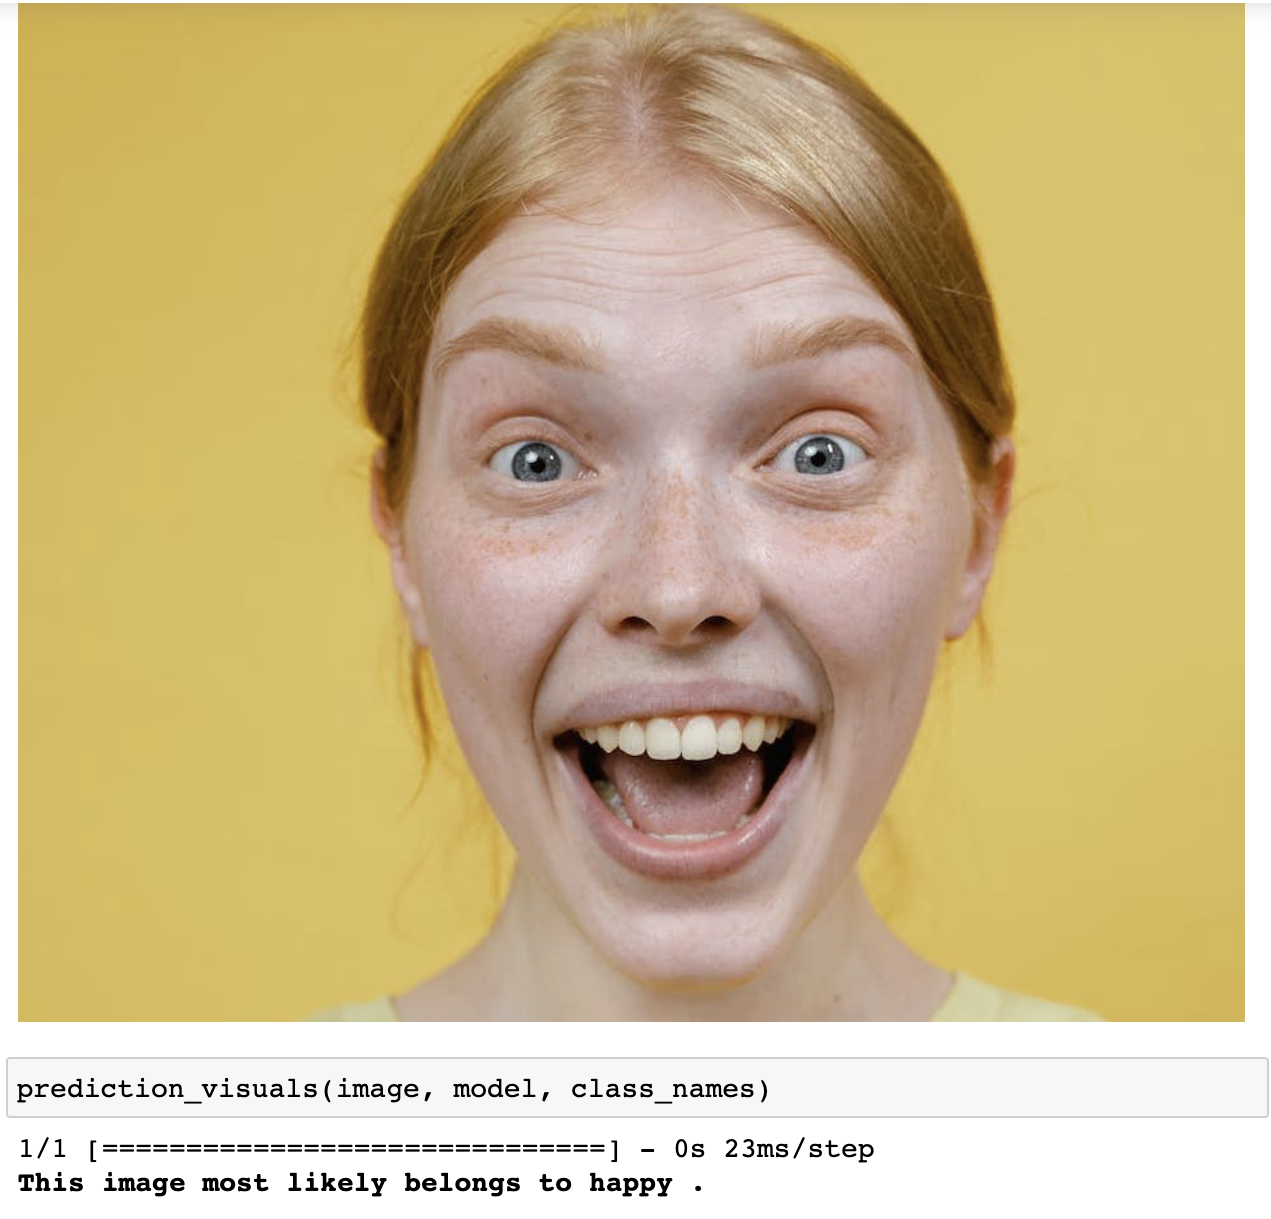 prediction_visuals(image, model, class_names)
1/1 [==============================] - 0s 23ms/step
This image most likely belongs to happy .